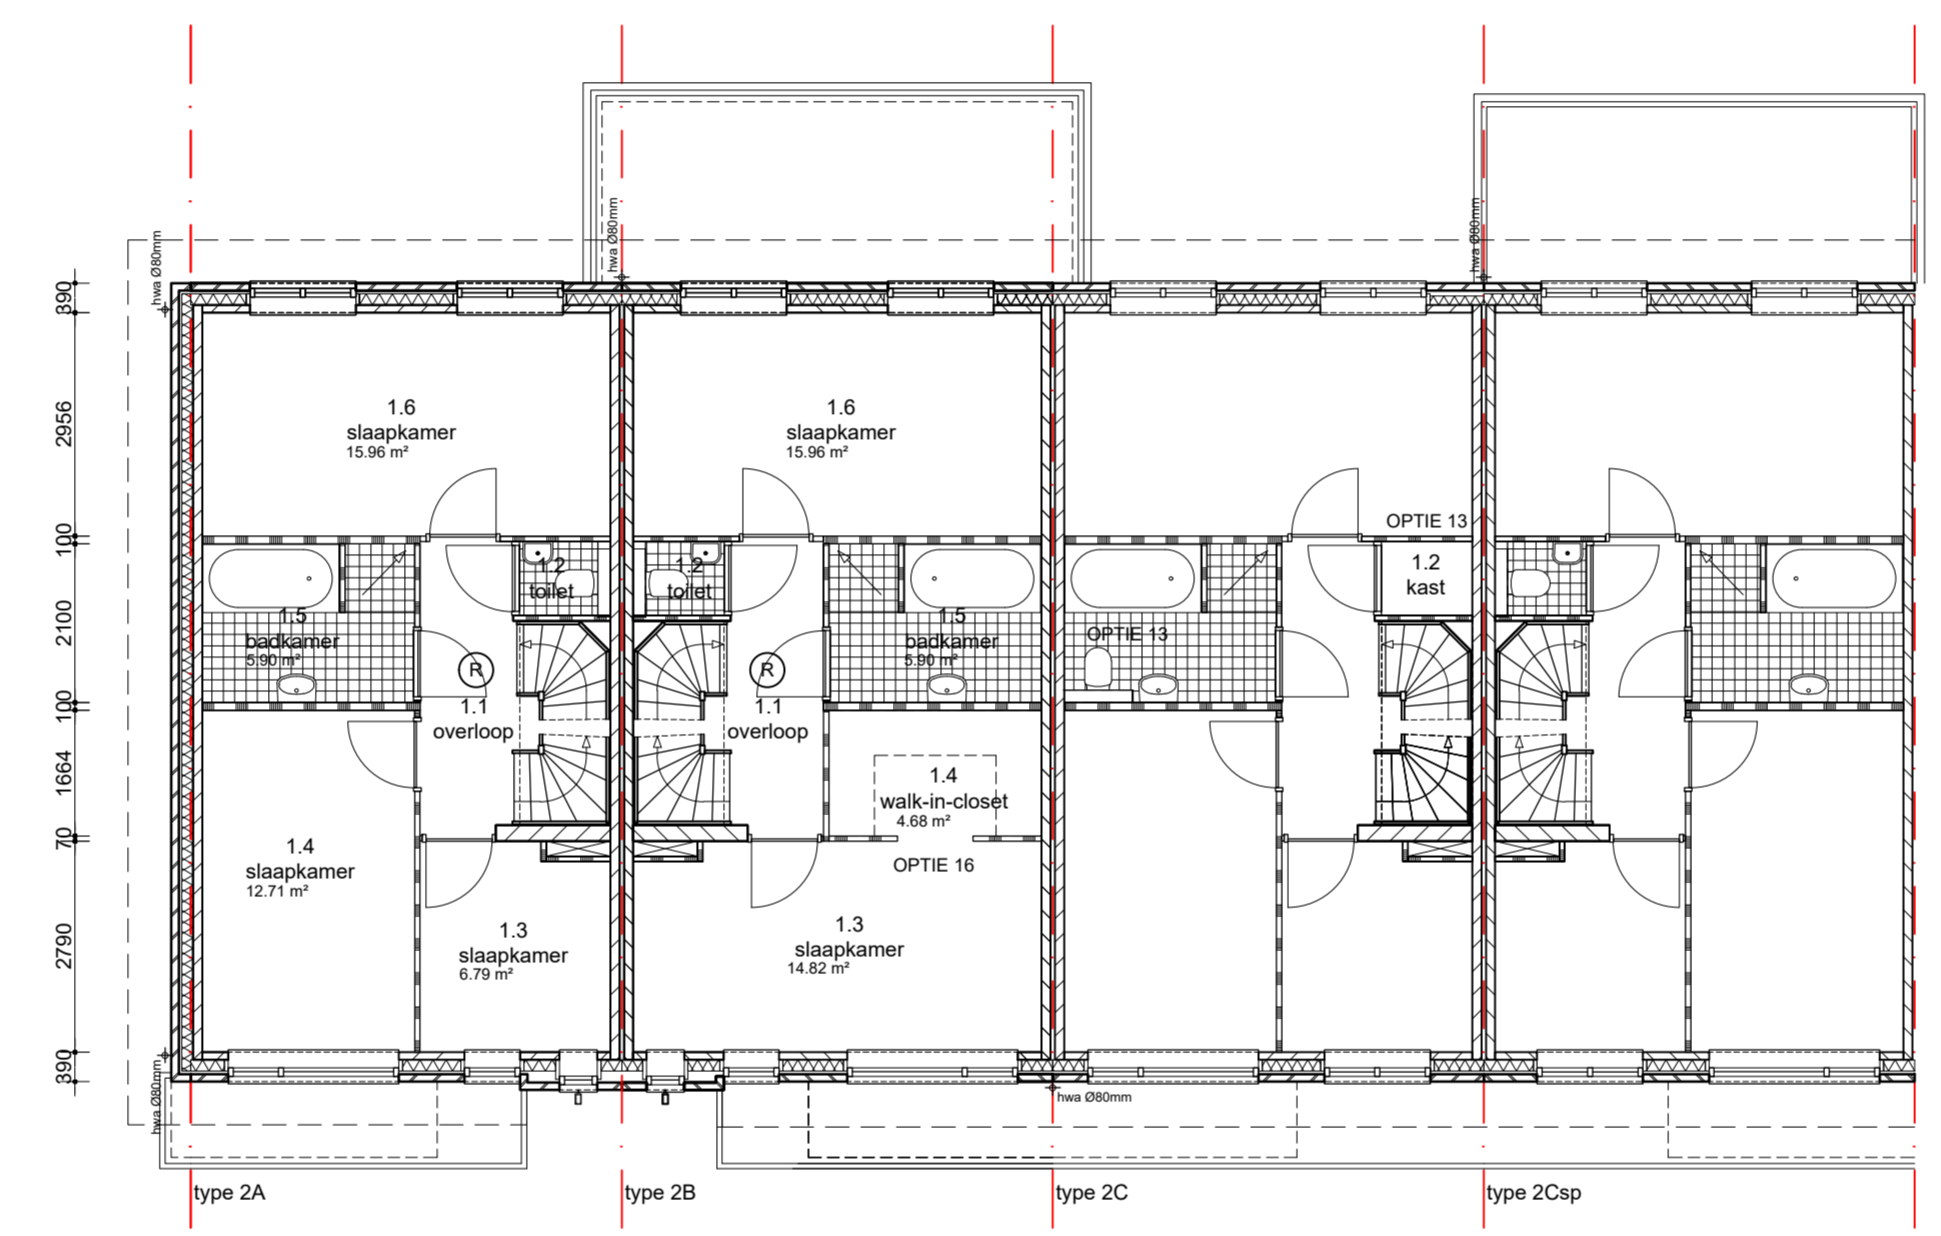 hwa Ø80mm
hwa Ø80mm
hwa Ø80mm
390
2956
100
2100
100
1664
70
2790
390
1.6
slaapkamer
15.96 m²
1.6
slaapkamer
15.96 m²
OPTIE 13
1.2
toilet
1.2
toilet
1.2
kast
1.5
badkamer
5.90 m²
1.5
badkamer
5.90 m²
OPTIE 13
R
R
1.1
overloop
1.1
overloop
1.4
walk-in-closet
4.68 m²
OPTIE 16
1.4
slaapkamer
12.71 m²
1.3
slaapkamer
6.79 m²
1.3
slaapkamer
14.82 m²
hwa Ø80mm
hwa Ø80mm
type 2A
type 2B
type 2C
type 2Csp